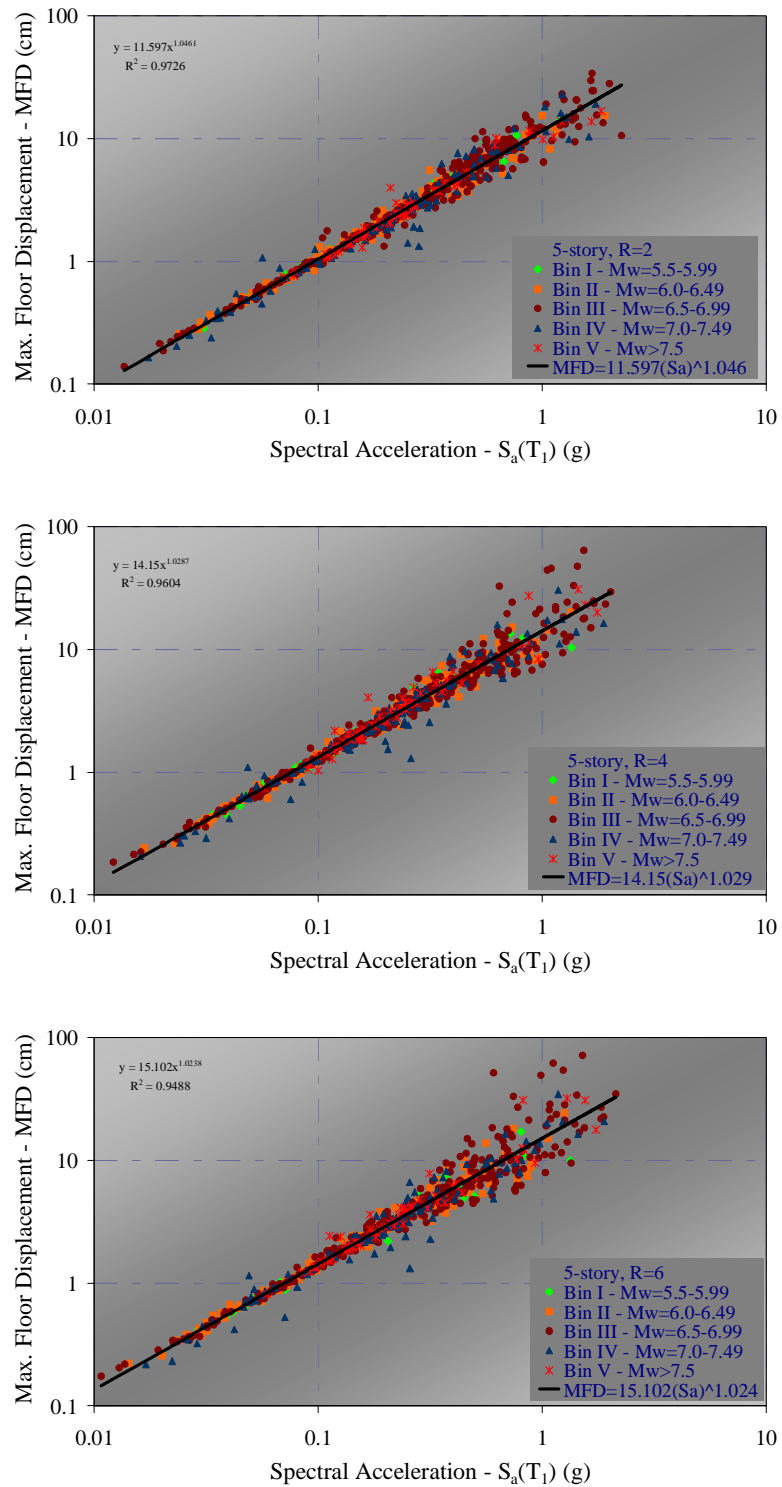 100
10
1
0.1
Max. Floor Displacement - MFD (cm)
y = 11.597x^1.0461
R² = 0.9726
5-story, R=2
Bin I - Mw=5.5-5.99
Bin II - Mw=6.0-6.49
Bin III - Mw=6.5-6.99
Bin IV - Mw=7.0-7.49
Bin V - Mw>7.5
MFD=11.597(Sa)^1.046
0.01 0.1 1 10
Spectral Acceleration - Sa(T1) (g)
100
10
1
0.1
Max. Floor Displacement - MFD (cm)
y = 14.15x^1.0287
R² = 0.9604
5-story, R=4
Bin I - Mw=5.5-5.99
Bin II - Mw=6.0-6.49
Bin III - Mw=6.5-6.99
Bin IV - Mw=7.0-7.49
Bin V - Mw>7.5
MFD=14.15(Sa)^1.029
0.01 0.1 1 10
Spectral Acceleration - Sa(T1) (g)
100
10
1
0.1
Max. Floor Displacement - MFD (cm)
y = 15.102x^1.0238
R² = 0.9488
5-story, R=6
Bin I - Mw=5.5-5.99
Bin II - Mw=6.0-6.49
Bin III - Mw=6.5-6.99
Bin IV - Mw=7.0-7.49
Bin V - Mw>7.5
MFD=15.102(Sa)^1.024
0.01 0.1 1 10
Spectral Acceleration - Sa(T1) (g)